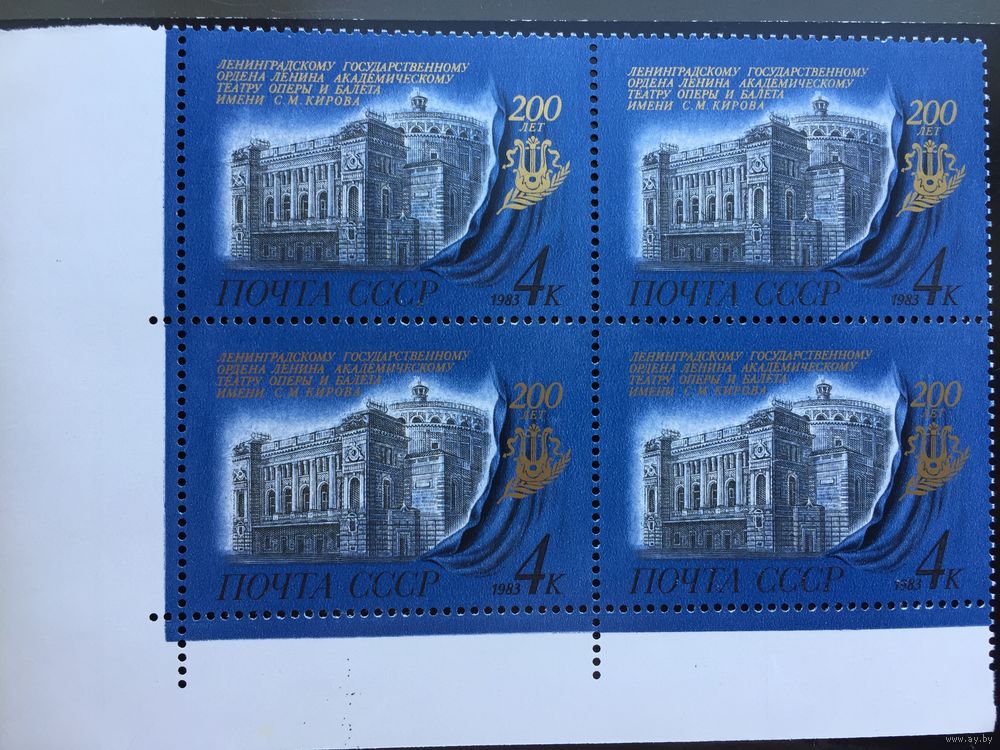 ЛЕНИНГРАДСКОМУ ГОСУДАРСТВЕННОМУ
ОРДЕНА ЛЕНИНА АКАДЕМИЧЕСКОМУ
ТЕАТРУ ОПЕРЫ И БАЛЕТА
ИМЕНИ С.М.КИРОВА
200
ЛЕТ
ПОЧТА СССР
1983 4К
ЛЕНИНГРАДСКОМУ ГОСУДАРСТВЕННОМУ
ОРДЕНА ЛЕНИНА АКАДЕМИЧЕСКОМУ
ТЕАТРУ ОПЕРЫ И БАЛЕТА
ИМЕНИ С.М.КИРОВА
200
ЛЕТ
ПОЧТА СССР
1983 4К
ЛЕНИНГРАДСКОМУ ГОСУДАРСТВЕННОМУ
ОРДЕНА ЛЕНИНА АКАДЕМИЧЕСКОМУ
ТЕАТРУ ОПЕРЫ И БАЛЕТА
ИМЕНИ С.М.КИРОВА
200
ЛЕТ
ПОЧТА СССР
1983 4К
ЛЕНИНГРАДСКОМУ ГОСУДАРСТВЕННОМУ
ОРДЕНА ЛЕНИНА АКАДЕМИЧЕСКОМУ
ТЕАТРУ ОПЕРЫ И БАЛЕТА
ИМЕНИ С.М.КИРОВА
200
ЛЕТ
ПОЧТА СССР
1983 4К
www.ay.by